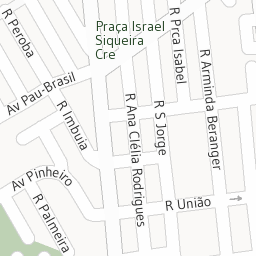 R Peroba
Praça Israel
Siqueira
Cre
R Prca Isabel
R Arminda Beranger
Av Pau-Brasil
R Imbuia
R Ana Clélia Rodrigues
R S Jorge
Av Pinheiro
R Palmeira
R União